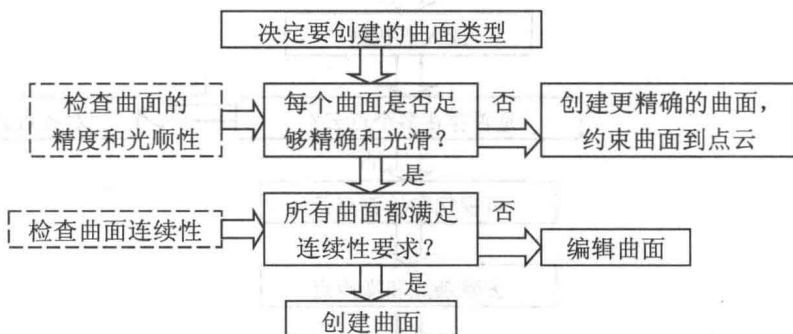 决定要创建的曲面类型
检查曲面的
精度和光顺性
每个曲面是否足
够精确和光滑？
否
创建更精确的曲面，
约束曲面到点云
是
检查曲面连续性
所有曲面都满足
连续性要求？
否
编辑曲面
是
创建曲面